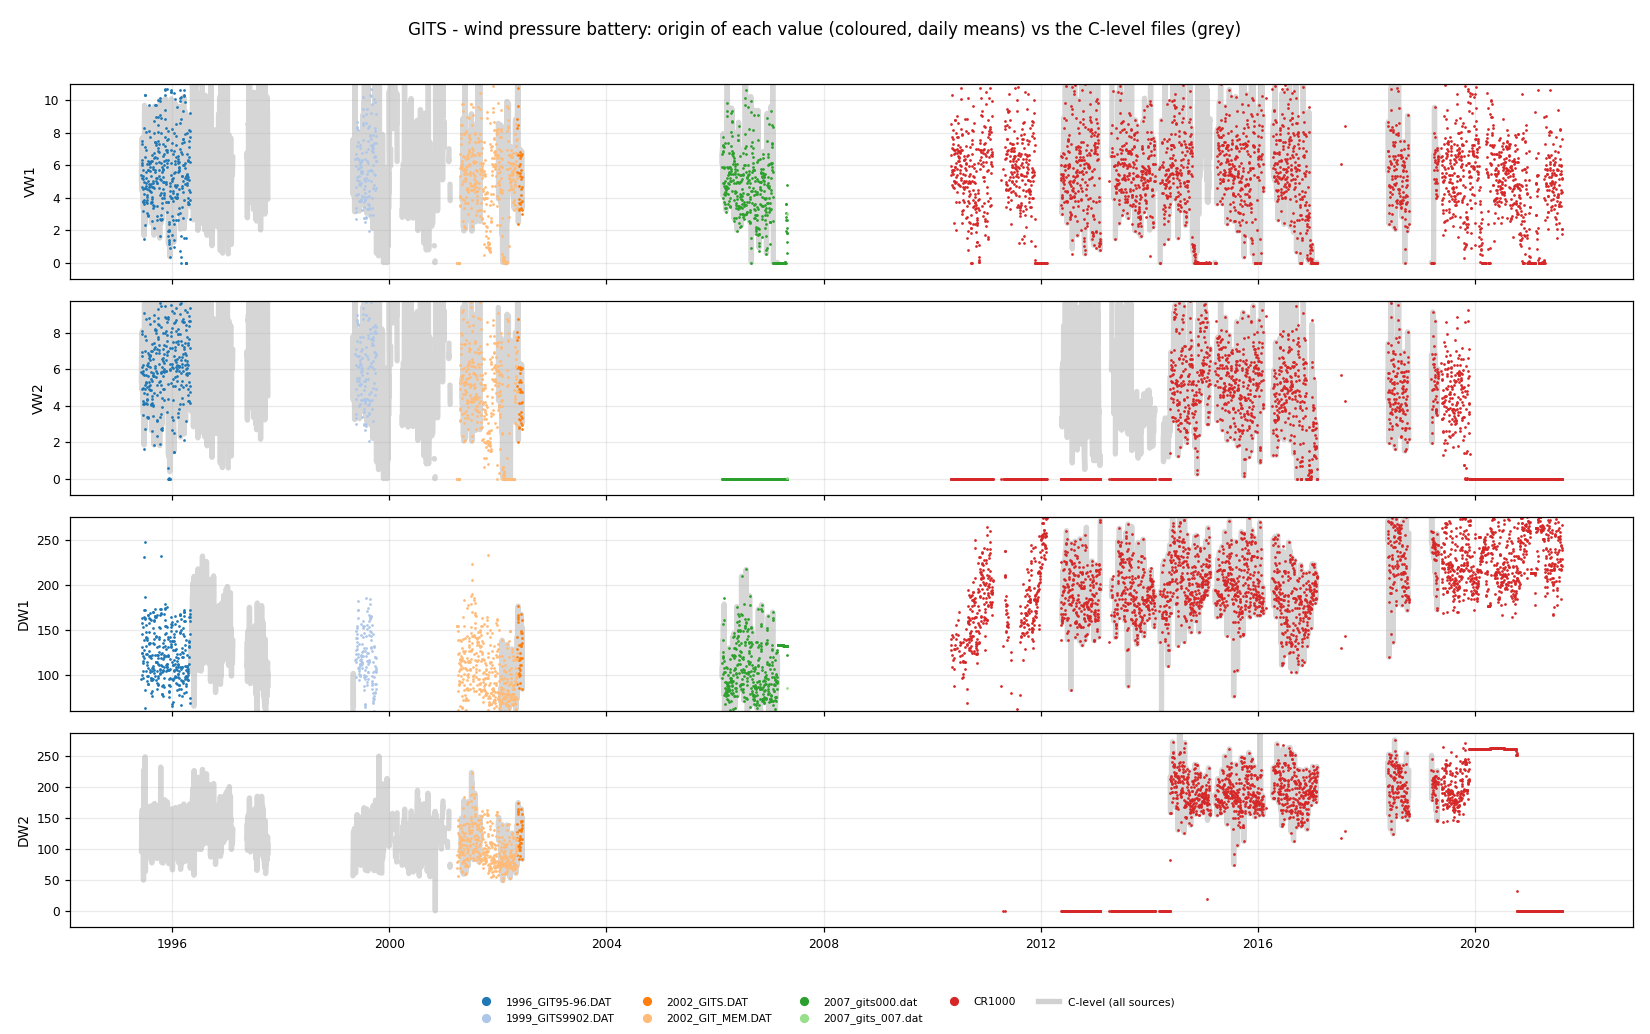 GITS - wind pressure battery: origin of each value (coloured, daily means) vs the C-level files (grey)
10
8
6
4
2
0
VW1
8
6
4
2
0
VW2
250
200
150
100
DW1
250
200
150
100
50
0
DW2
1996 2000 2004 2008 2012 2016 2020
1996_GIT95-96.DAT 2002_GITS.DAT 2007_gits000.dat CR1000 C-level (all sources)
1999_GITS9902.DAT 2002_GIT_MEM.DAT 2007_gits_007.dat